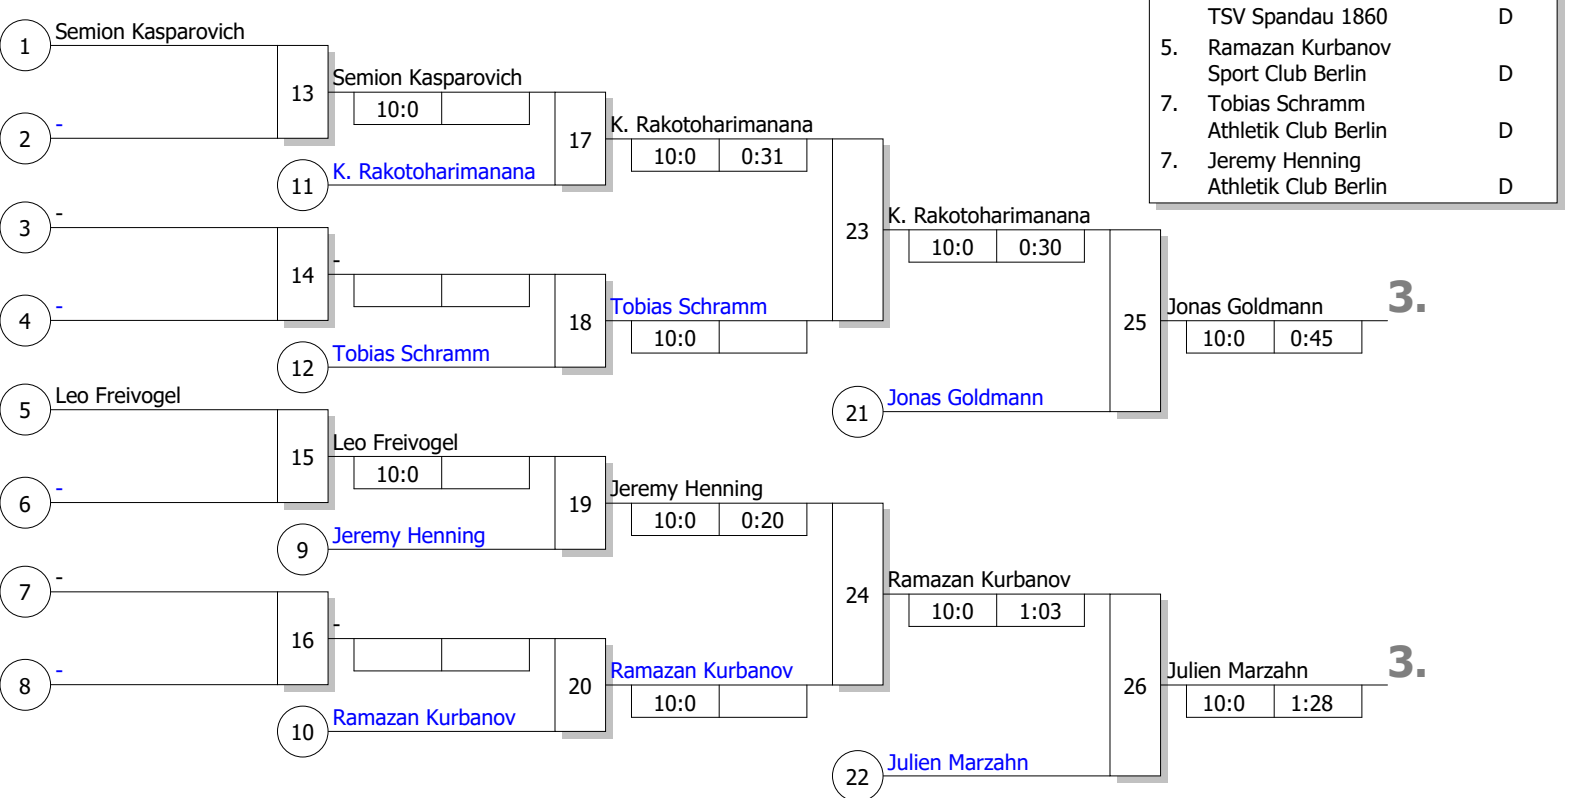 TSV Spandau 1860 D
5. Ramazan Kurbanov
Sport Club Berlin D
7. Tobias Schramm
Athletik Club Berlin D
7. Jeremy Henning
Athletik Club Berlin D
1 Semion Kasparovich
2 -
13 Semion Kasparovich
10:0
11 K. Rakotoharimanana
17 K. Rakotoharimanana
10:0 0:31
3 -
4 -
14 -
12 Tobias Schramm
18 Tobias Schramm
10:0
23 K. Rakotoharimanana
10:0 0:30
21 Jonas Goldmann
25 Jonas Goldmann 3.
10:0 0:45
5 Leo Freivogel
6 -
15 Leo Freivogel
10:0
9 Jeremy Henning
19 Jeremy Henning
10:0 0:20
7 -
8 -
16 -
10 Ramazan Kurbanov
20 Ramazan Kurbanov
10:0
24 Ramazan Kurbanov
10:0 1:03
22 Julien Marzahn
26 Julien Marzahn 3.
10:0 1:28